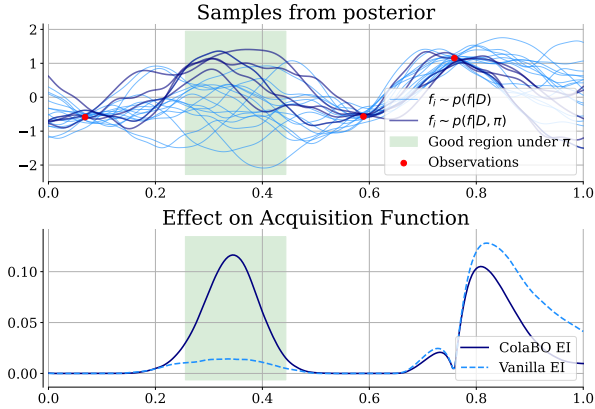 Samples from posterior
2
1
0
−1
−2
0.0 0.2 0.4 0.6 0.8 1.0
fᵢ ~ p(f|D)
fᵢ ~ p(f|D, π)
Good region under π
Observations
Effect on Acquisition Function
0.10
0.05
0.00
0.0 0.2 0.4 0.6 0.8 1.0
ColaBO EI
Vanilla EI